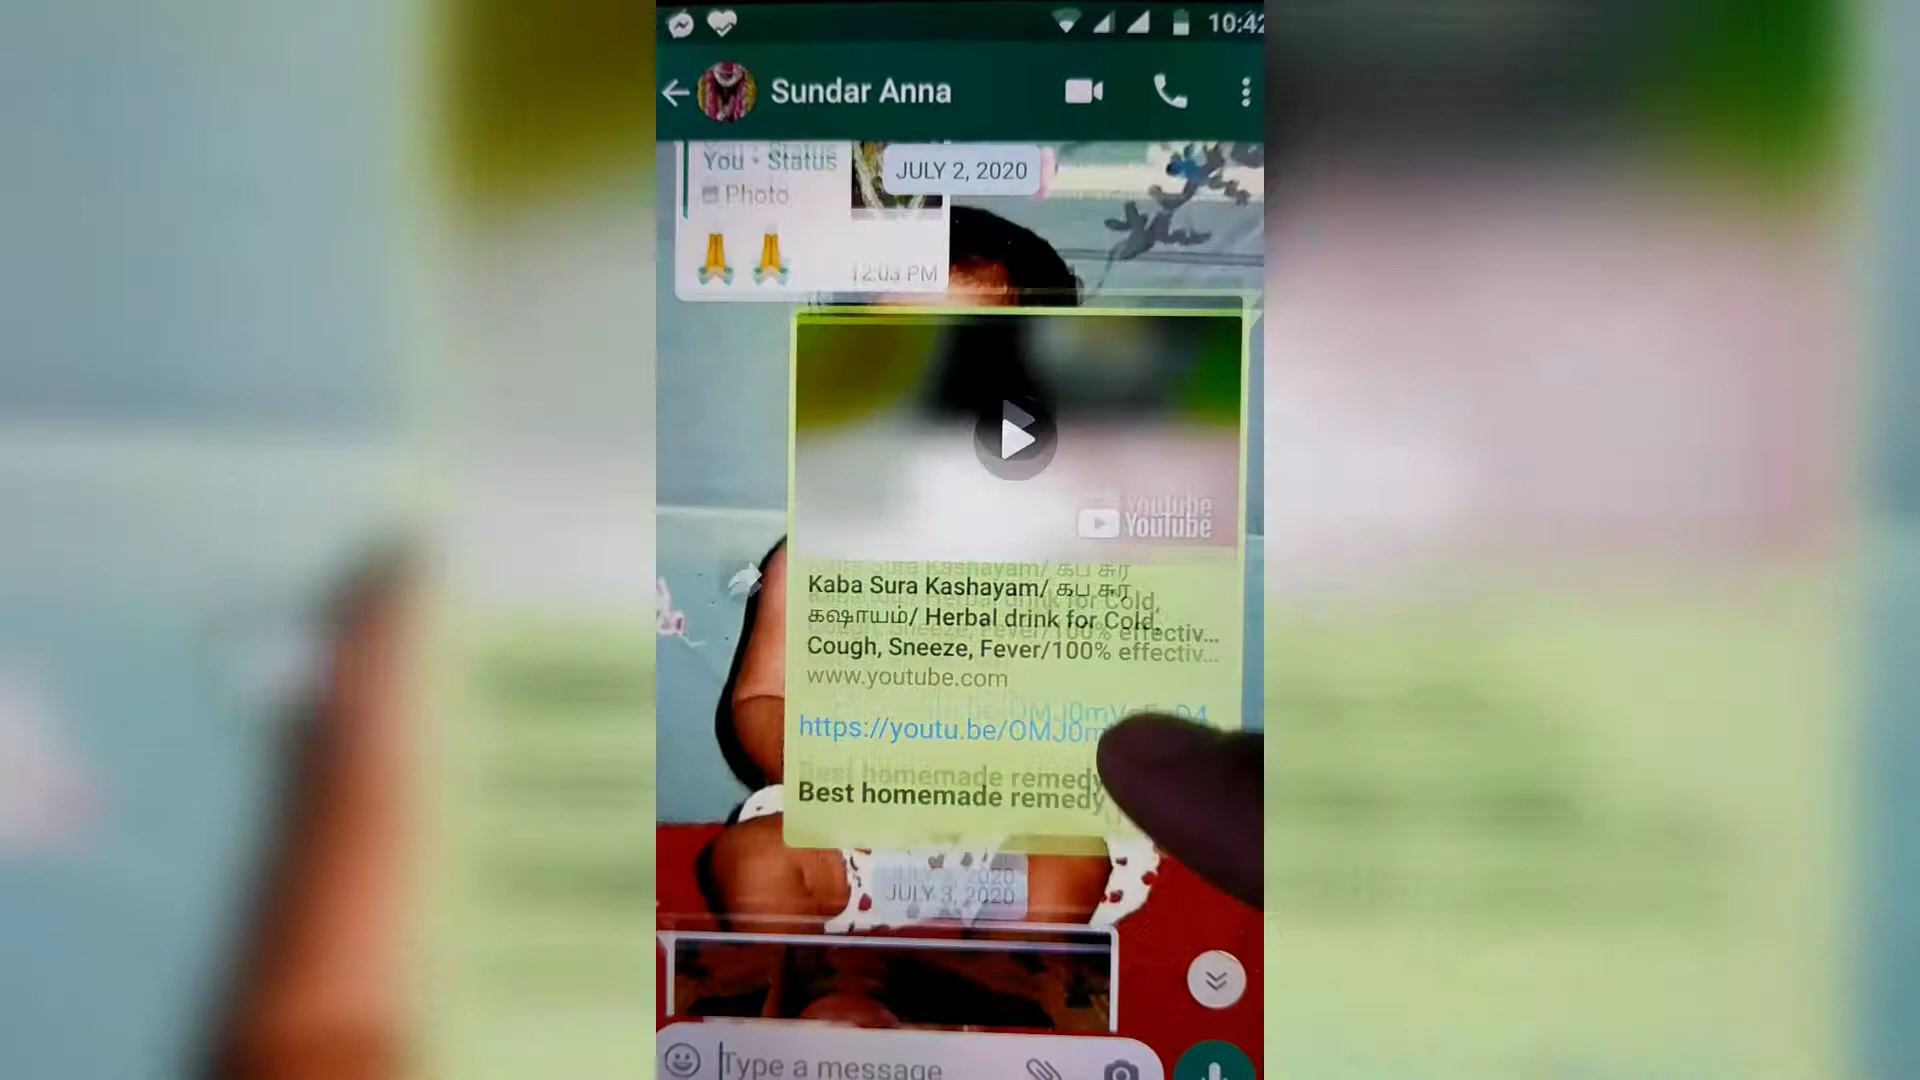 10:42
Sundar Anna
You • Status
JULY 2, 2020
Photo
12:03 PM
YouTube
Kaba Sura Kashayam/ கப சுர
கஷாயம்/ Herbal drink for Cold,
Cough, Sneeze, Fever/100% effectiv...
www.youtube.com
https://youtu.be/OMJ0m
Best homemade remedy
JULY 3, 2020
Type a message